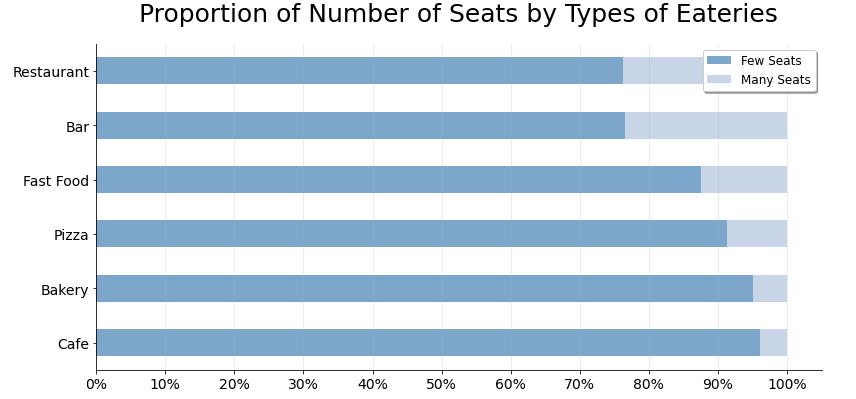 Proportion of Number of Seats by Types of Eateries
Few Seats
Many Seats
Restaurant
Bar
Fast Food
Pizza
Bakery
Cafe
0% 10% 20% 30% 40% 50% 60% 70% 80% 90% 100%